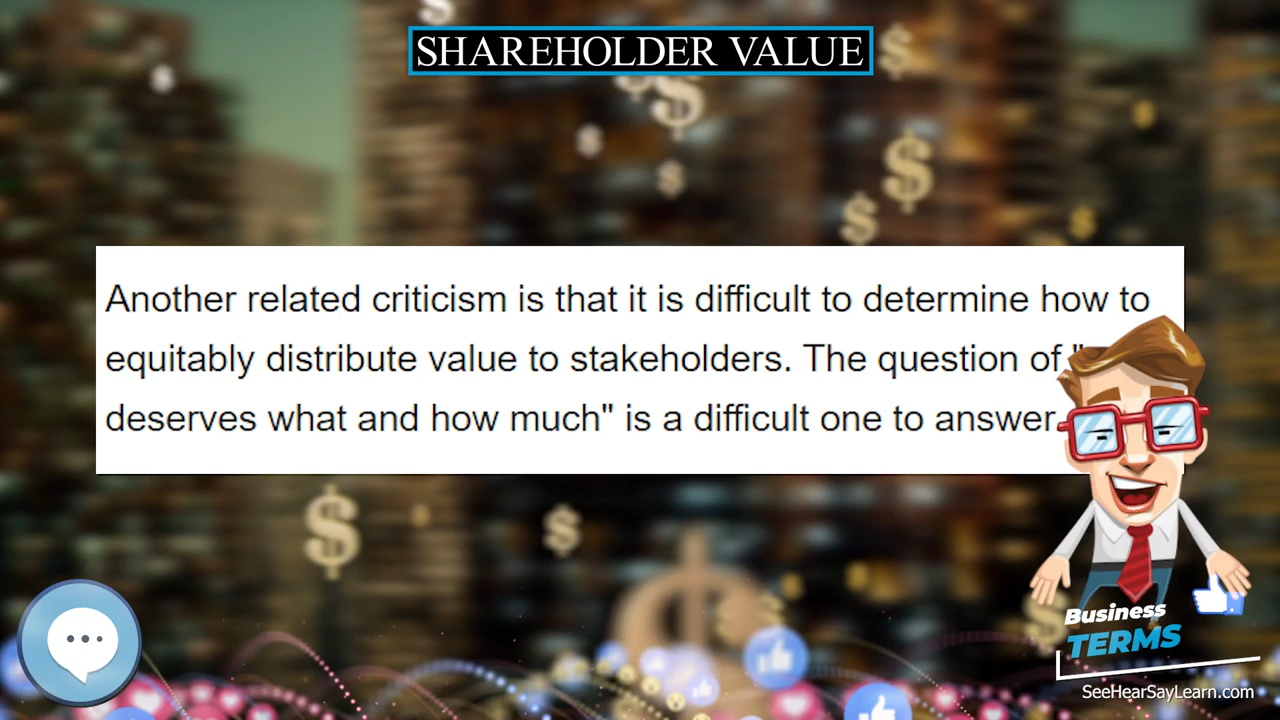 SHAREHOLDER VALUE
Another related criticism is that it is difficult to determine how to
equitably distribute value to stakeholders. The question of "
deserves what and how much" is a difficult one to answer.
Business
TERMS
SeeHearSayLearn.com